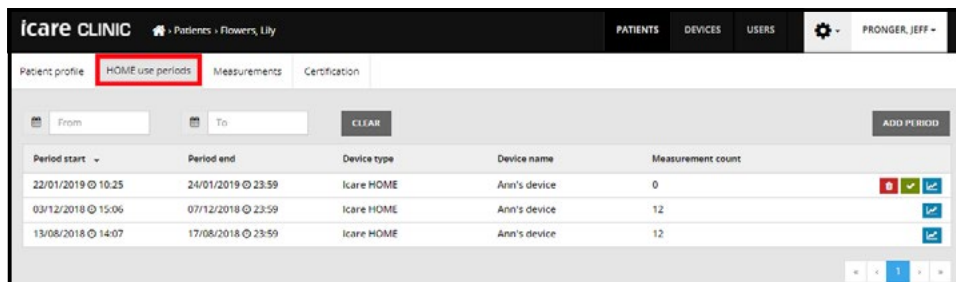 icare CLINIC › Patients › Flowers, Lily PATIENTS DEVICES USERS PRONGER, JEFF
Patient profile HOME use periods Measurements Certification
From To CLEAR ADD PERIOD
Period start Period end Device type Device name Measurement count
22/01/2019 10:25 24/01/2019 23:59 Icare HOME Ann's device 0
03/12/2018 15:06 07/12/2018 23:59 Icare HOME Ann's device 12
13/08/2018 14:07 17/08/2018 23:59 Icare HOME Ann's device 12
« ‹ 1 › »